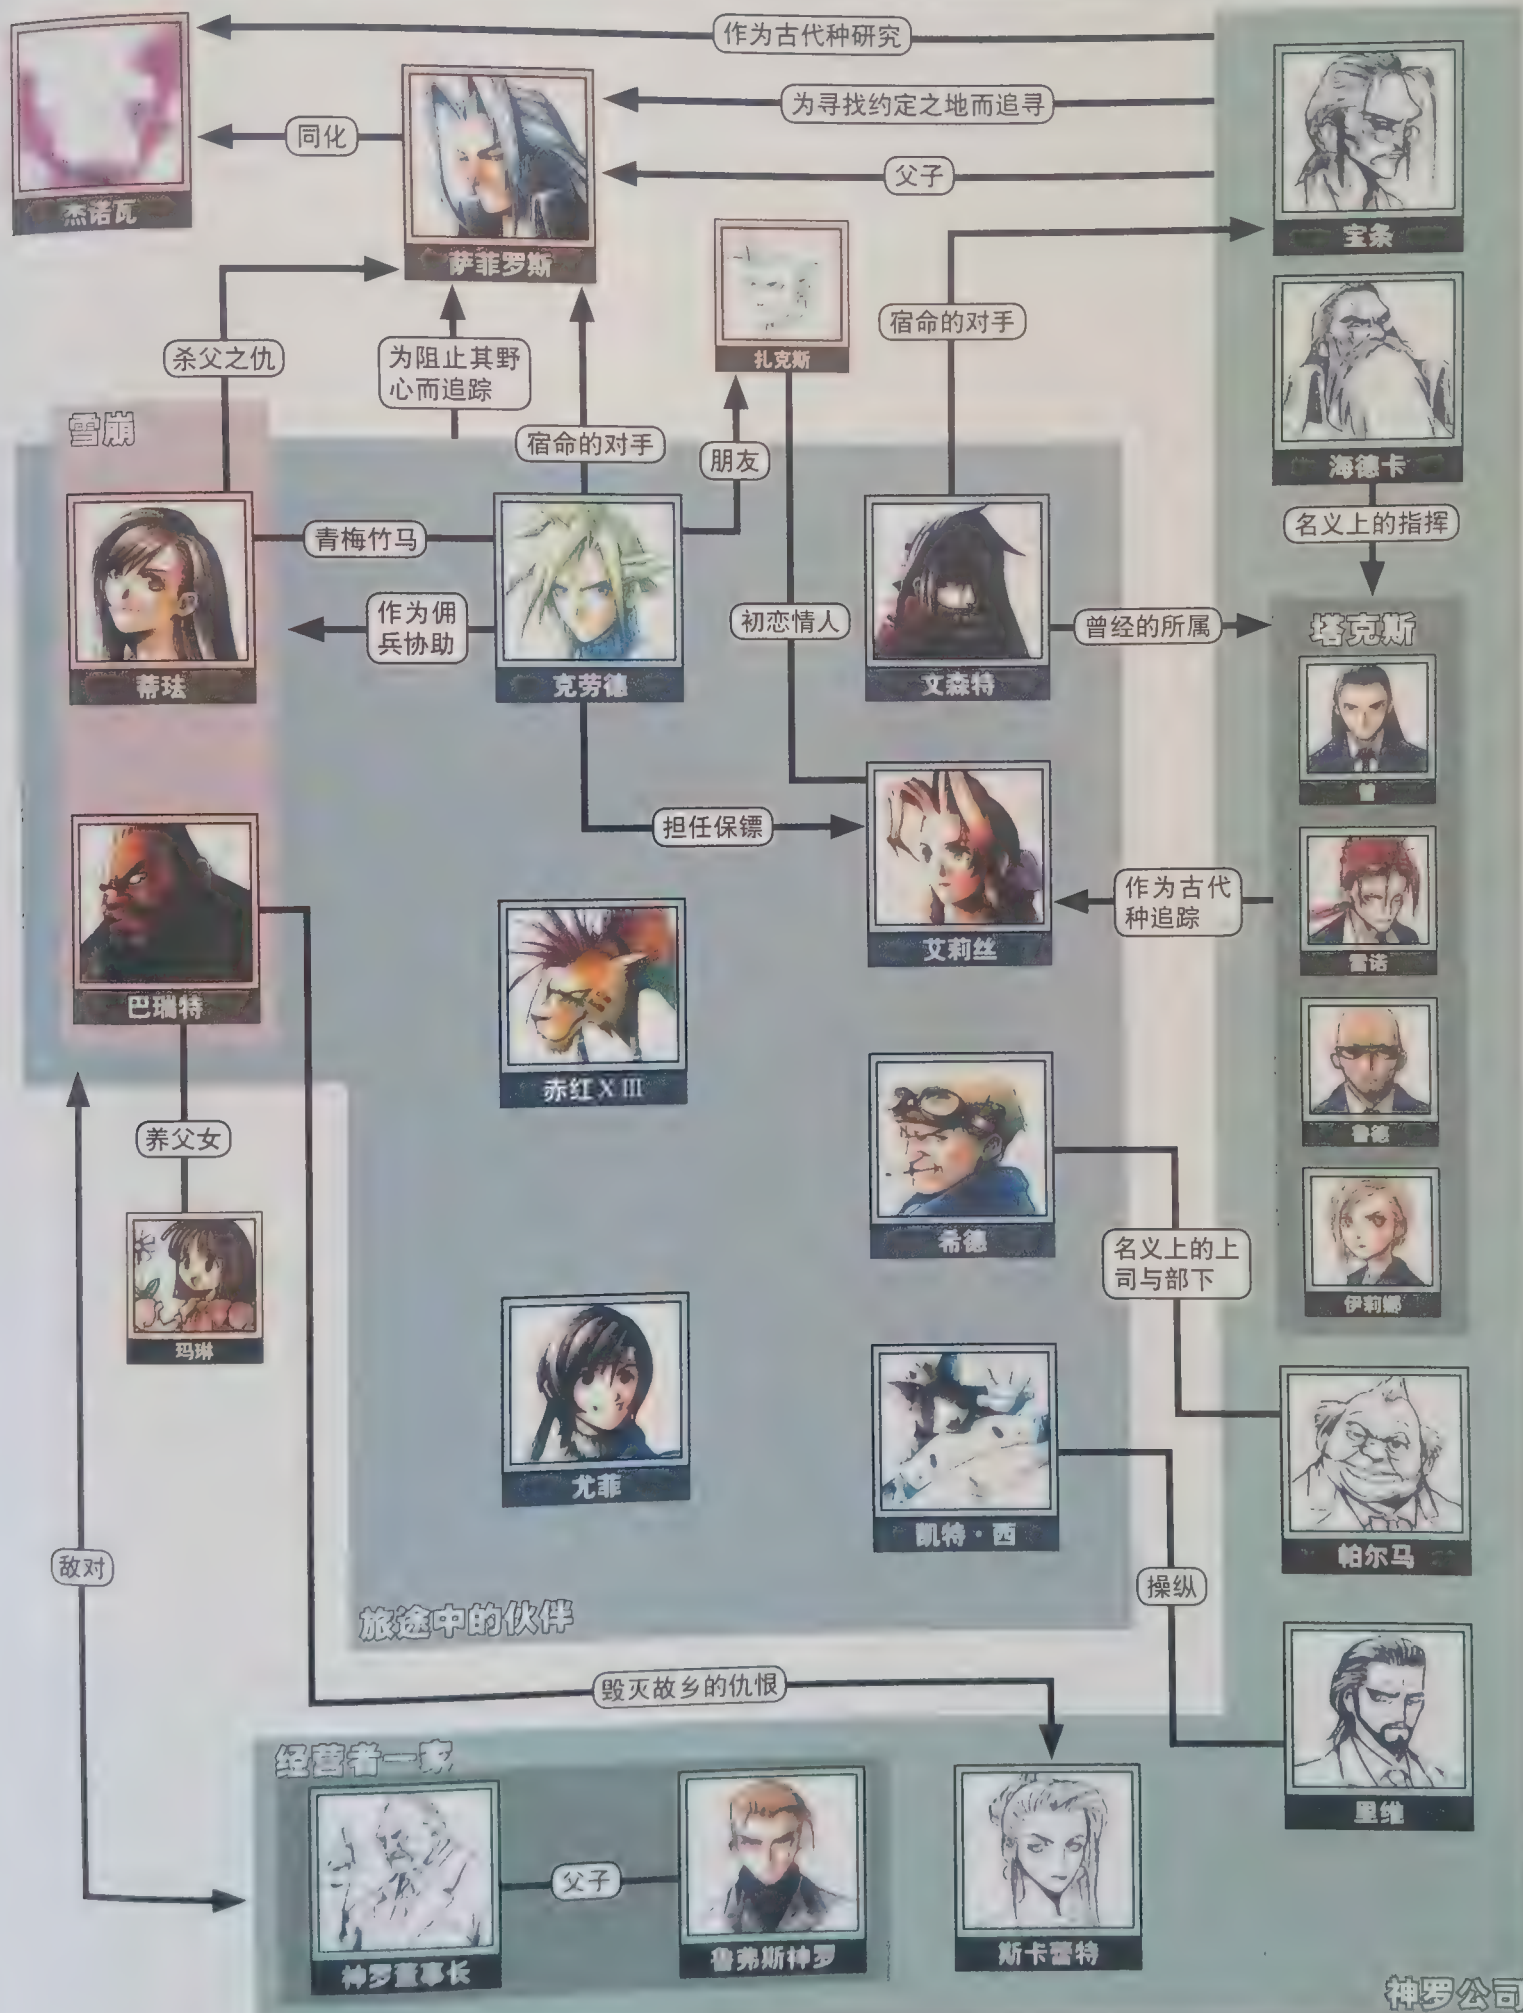 作为古代种研究
为寻找约定之地而追寻
同化
父子
杰诺瓦
萨菲罗斯
宝条
宿命的对手
扎克斯
杀父之仇
为阻止其野
心而追踪
雪崩
宿命的对手
朋友
海德卡
名义上的指挥
青梅竹马
作为佣
兵协助
初恋情人
曾经的所属
塔克斯
蒂珐
克劳德
文森特
曾
担任保镖
作为古代
种追踪
艾莉丝
雷诺
巴瑞特
赤红XIII
养父女
鲁德
希德
名义上的上
司与部下
伊莉娜
玛琳
尤菲
凯特·西
帕尔马
敌对
操纵
旅途中的伙伴
毁灭故乡的仇恨
里维
经营者一家
父子
神罗董事长
鲁弗斯神罗
斯卡蕾特
神罗公司